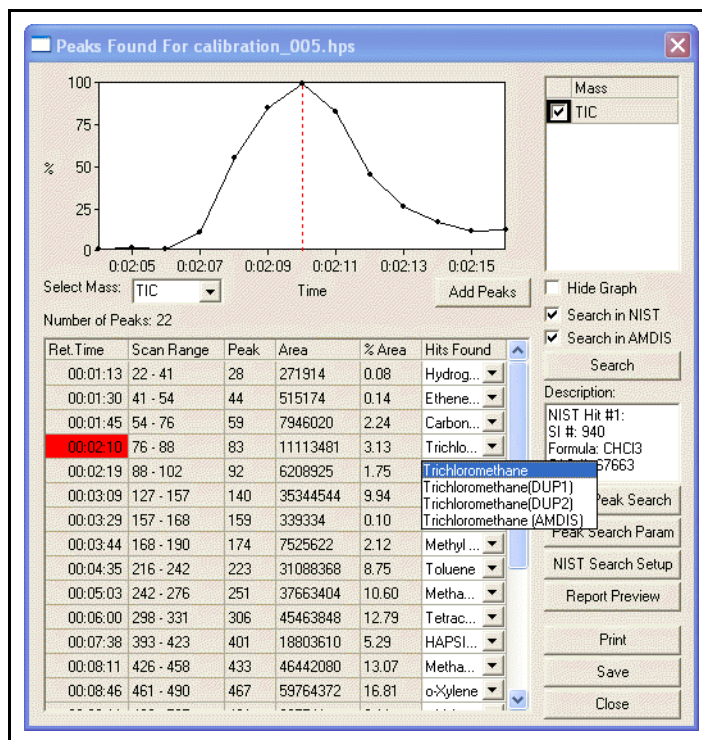 Peaks Found For calibration_005.hps
100
75
% 50
25
0
0:02:05 0:02:07 0:02:09 0:02:11 0:02:13 0:02:15
Time
Select Mass: TIC
Add Peaks
Number of Peaks: 22
Mass
TIC
Hide Graph
Search in NIST
Search in AMDIS
Search
Description:
NIST Hit #1:
SI #: 940
Formula: CHCl3
67663
Peak Search
Peak Search Param
NIST Search Setup
Report Preview
Print
Save
Close
Ret.Time Scan Range Peak Area % Area Hits Found
00:01:13 22 - 41 28 271914 0.08 Hydrog...
00:01:30 41 - 54 44 515174 0.14 Ethene...
00:01:45 54 - 76 59 7946020 2.24 Carbon...
00:02:10 76 - 88 83 11113481 3.13 Trichlo...
00:02:19 88 - 102 92 6208925 1.75
Trichloromethane
Trichloromethane(DUP1)
Trichloromethane(DUP2)
Trichloromethane (AMDIS)
00:03:09 127 - 157 140 35344544 9.94
00:03:29 157 - 168 159 339334 0.10
00:03:44 168 - 190 174 7525622 2.12 Methyl ...
00:04:35 216 - 242 223 31088368 8.75 Toluene
00:05:03 242 - 276 251 37663404 10.60 Metha...
00:06:00 298 - 331 306 45463848 12.79 Tetrac...
00:07:38 393 - 423 401 18803610 5.29 HAPSI...
00:08:11 426 - 458 433 46442080 13.07 Metha...
00:08:46 461 - 490 467 59764372 16.81 o-Xylene